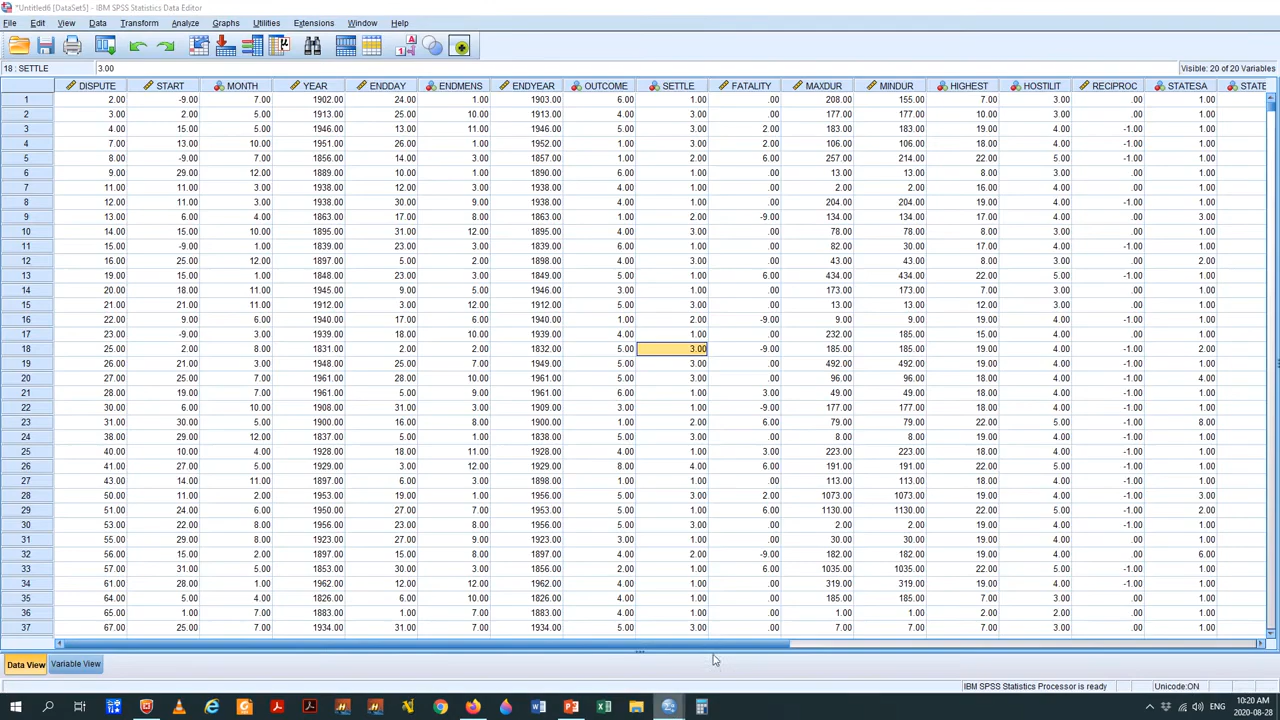 *Untitled6 [DataSet5] - IBM SPSS Statistics Data Editor
File Edit View Data Transform Analyze Graphs Utilities Extensions Window Help
18 : SETTLE 3.00 Visible: 20 of 20 Variables
DISPUTE START MONTH YEAR ENDDAY ENDMENS ENDYEAR OUTCOME SETTLE FATALITY MAXDUR MINDUR HIGHEST HOSTILIT RECIPROC STATESA STATE
1 2.00 -9.00 7.00 1902.00 24.00 1.00 1903.00 6.00 1.00 .00 208.00 155.00 7.00 3.00 .00 1.00
2 3.00 2.00 5.00 1913.00 25.00 10.00 1913.00 4.00 3.00 .00 177.00 177.00 10.00 3.00 .00 1.00
3 4.00 15.00 5.00 1946.00 13.00 11.00 1946.00 5.00 3.00 2.00 183.00 183.00 19.00 4.00 -1.00 1.00
4 7.00 13.00 10.00 1951.00 26.00 1.00 1952.00 1.00 3.00 2.00 106.00 106.00 18.00 4.00 -1.00 1.00
5 8.00 -9.00 7.00 1856.00 14.00 3.00 1857.00 1.00 2.00 6.00 257.00 214.00 22.00 5.00 -1.00 1.00
6 9.00 29.00 12.00 1889.00 10.00 1.00 1890.00 6.00 1.00 .00 13.00 13.00 8.00 3.00 .00 1.00
7 11.00 11.00 3.00 1938.00 12.00 3.00 1938.00 4.00 1.00 .00 2.00 2.00 16.00 4.00 .00 1.00
8 12.00 11.00 3.00 1938.00 30.00 9.00 1938.00 4.00 1.00 .00 204.00 204.00 19.00 4.00 -1.00 1.00
9 13.00 6.00 4.00 1863.00 17.00 8.00 1863.00 1.00 2.00 -9.00 134.00 134.00 17.00 4.00 .00 3.00
10 14.00 15.00 10.00 1895.00 31.00 12.00 1895.00 4.00 3.00 .00 78.00 78.00 8.00 3.00 .00 1.00
11 15.00 -9.00 1.00 1839.00 23.00 3.00 1839.00 6.00 1.00 .00 82.00 30.00 17.00 4.00 -1.00 1.00
12 16.00 25.00 12.00 1897.00 5.00 2.00 1898.00 4.00 3.00 .00 43.00 43.00 8.00 3.00 .00 2.00
13 19.00 15.00 1.00 1848.00 23.00 3.00 1849.00 5.00 1.00 6.00 434.00 434.00 22.00 5.00 -1.00 1.00
14 20.00 18.00 11.00 1945.00 9.00 5.00 1946.00 3.00 1.00 .00 173.00 173.00 7.00 3.00 .00 1.00
15 21.00 21.00 11.00 1912.00 3.00 12.00 1912.00 5.00 3.00 .00 13.00 13.00 12.00 3.00 .00 1.00
16 22.00 9.00 6.00 1940.00 17.00 6.00 1940.00 1.00 2.00 -9.00 9.00 9.00 19.00 4.00 -1.00 1.00
17 23.00 -9.00 3.00 1939.00 18.00 10.00 1939.00 4.00 1.00 .00 232.00 185.00 15.00 4.00 .00 1.00
18 25.00 2.00 8.00 1831.00 2.00 2.00 1832.00 5.00 3.00 -9.00 185.00 185.00 19.00 4.00 -1.00 2.00
19 26.00 21.00 3.00 1948.00 25.00 7.00 1949.00 5.00 3.00 .00 492.00 492.00 19.00 4.00 -1.00 1.00
20 27.00 25.00 7.00 1961.00 28.00 10.00 1961.00 5.00 3.00 .00 96.00 96.00 18.00 4.00 -1.00 4.00
21 28.00 19.00 7.00 1961.00 5.00 9.00 1961.00 6.00 1.00 3.00 49.00 49.00 18.00 4.00 -1.00 1.00
22 30.00 6.00 10.00 1908.00 31.00 3.00 1909.00 3.00 1.00 -9.00 177.00 177.00 19.00 4.00 -1.00 1.00
23 31.00 30.00 5.00 1900.00 16.00 8.00 1900.00 1.00 2.00 6.00 79.00 79.00 22.00 5.00 -1.00 8.00
24 38.00 29.00 12.00 1837.00 5.00 1.00 1838.00 5.00 3.00 .00 8.00 8.00 19.00 4.00 -1.00 1.00
25 40.00 10.00 4.00 1928.00 18.00 11.00 1928.00 4.00 1.00 3.00 223.00 223.00 18.00 4.00 -1.00 1.00
26 41.00 27.00 5.00 1929.00 3.00 12.00 1929.00 8.00 4.00 6.00 191.00 191.00 18.00 4.00 -1.00 1.00
27 43.00 14.00 11.00 1897.00 6.00 3.00 1898.00 1.00 2.00 .00 113.00 113.00 18.00 4.00 -1.00 1.00
28 50.00 11.00 2.00 1953.00 19.00 1.00 1956.00 5.00 3.00 2.00 1073.00 1073.00 19.00 4.00 -1.00 3.00
29 51.00 24.00 6.00 1950.00 27.00 7.00 1953.00 5.00 1.00 6.00 1130.00 1130.00 22.00 5.00 -1.00 2.00
30 53.00 22.00 8.00 1956.00 23.00 8.00 1956.00 5.00 3.00 .00 2.00 2.00 19.00 4.00 -1.00 1.00
31 55.00 29.00 8.00 1923.00 27.00 9.00 1923.00 3.00 1.00 .00 30.00 30.00 19.00 4.00 .00 1.00
32 56.00 15.00 2.00 1897.00 15.00 8.00 1897.00 4.00 2.00 -9.00 182.00 182.00 19.00 4.00 -1.00 6.00
33 57.00 31.00 5.00 1853.00 30.00 3.00 1856.00 2.00 1.00 6.00 1035.00 1035.00 22.00 5.00 -1.00 1.00
34 61.00 28.00 1.00 1962.00 12.00 12.00 1962.00 4.00 1.00 .00 319.00 319.00 19.00 4.00 -1.00 1.00
35 64.00 5.00 4.00 1826.00 6.00 10.00 1826.00 4.00 1.00 .00 185.00 185.00 7.00 3.00 .00 1.00
36 65.00 1.00 7.00 1883.00 1.00 7.00 1883.00 4.00 1.00 .00 1.00 1.00 2.00 2.00 .00 1.00
37 67.00 25.00 7.00 1934.00 31.00 7.00 1934.00 5.00 3.00 .00 7.00 7.00 7.00 3.00 .00 1.00
Data View Variable View
IBM SPSS Statistics Processor is ready Unicode:ON
ENG 10:20 AM
2020-08-28